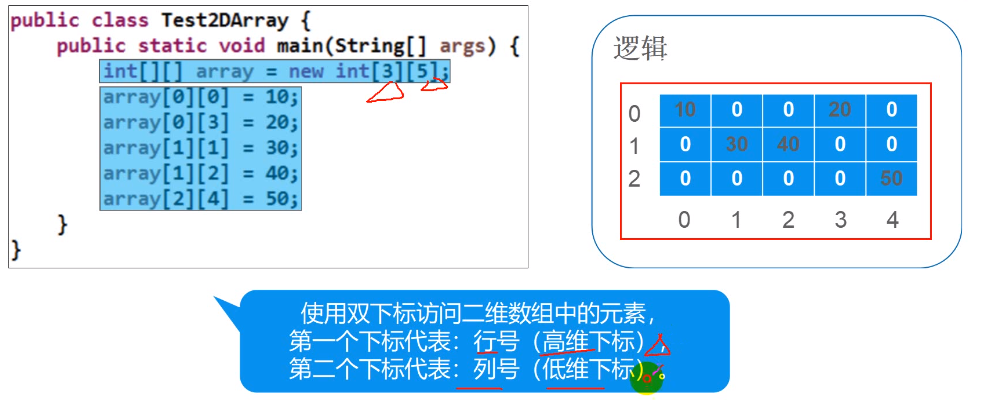 public class Test2DArray {
public static void main(String[] args) {
int[][] array = new int[3][5];
array[0][0] = 10;
array[0][3] = 20;
array[1][1] = 30;
array[1][2] = 40;
array[2][4] = 50;
}
}
逻辑
0 10 0 0 20 0
1 0 30 40 0 0
2 0 0 0 0 50
0 1 2 3 4
使用双下标访问二维数组中的元素，
第一个下标代表：行号（高维下标），
第二个下标代表：列号（低维下标）。